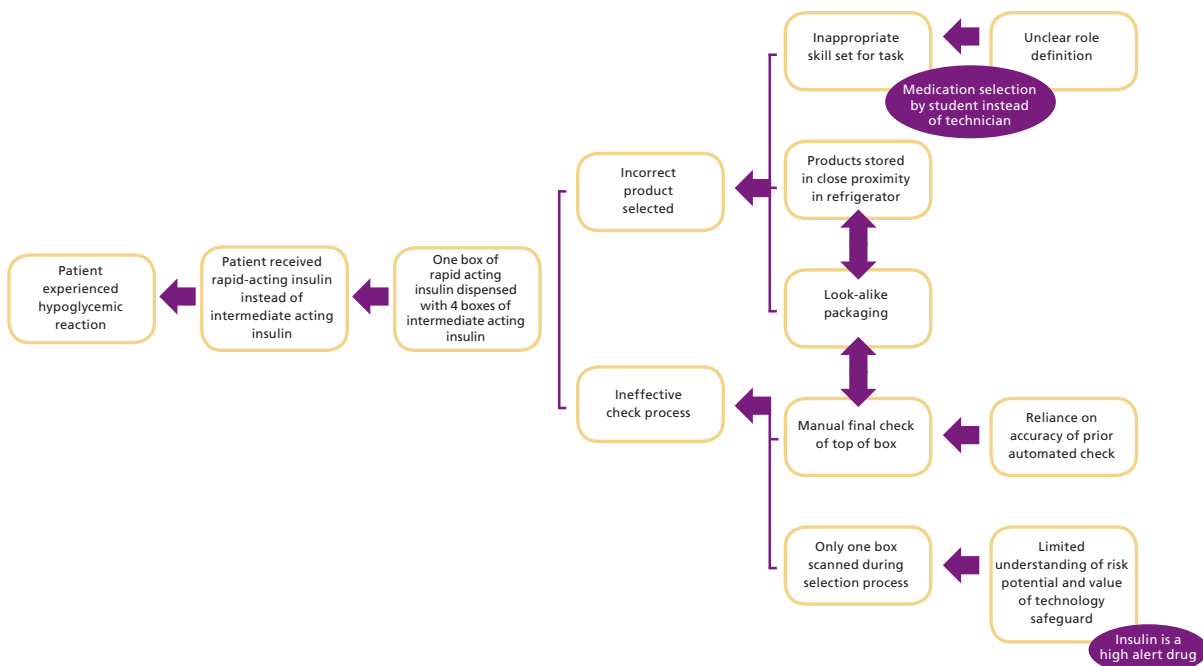 Patient
experienced
hypoglycemic
reaction
Patient received
rapid-acting insulin
instead of
intermediate acting
insulin
One box of
rapid acting
insulin dispensed
with 4 boxes of
intermediate acting
insulin
Incorrect
product
selected
Ineffective
check process
Inappropriate
skill set for task
Unclear role
definition
Medication selection
by student instead
of technician
Products stored
in close proximity
in refrigerator
Look-alike
packaging
Manual final check
of top of box
Reliance on
accuracy of prior
automated check
Only one box
scanned during
selection process
Limited
understanding of risk
potential and value
of technology
safeguard
Insulin is a
high alert drug